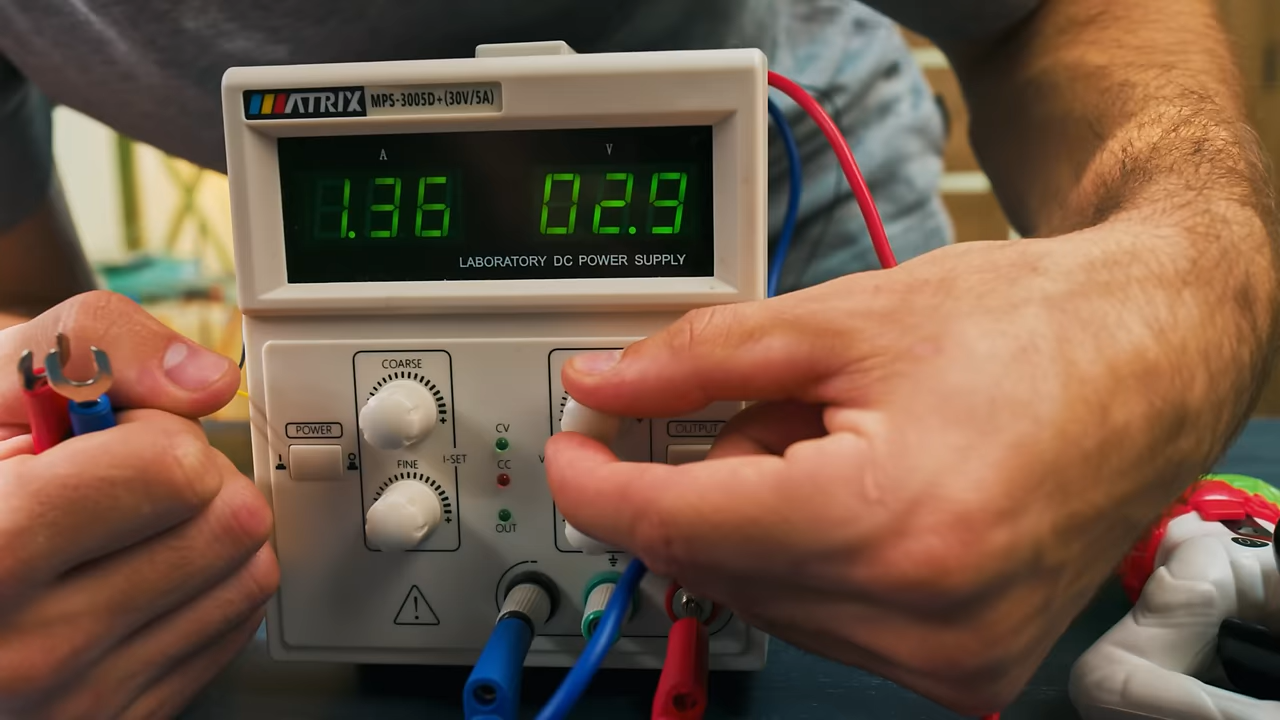 MATRIX MPS-3005D+(30V/5A)
A V
1.36 02.9
LABORATORY DC POWER SUPPLY
COARSE
POWER
CV
OUTPUT
FINE
I-SET
V
CC
OUT